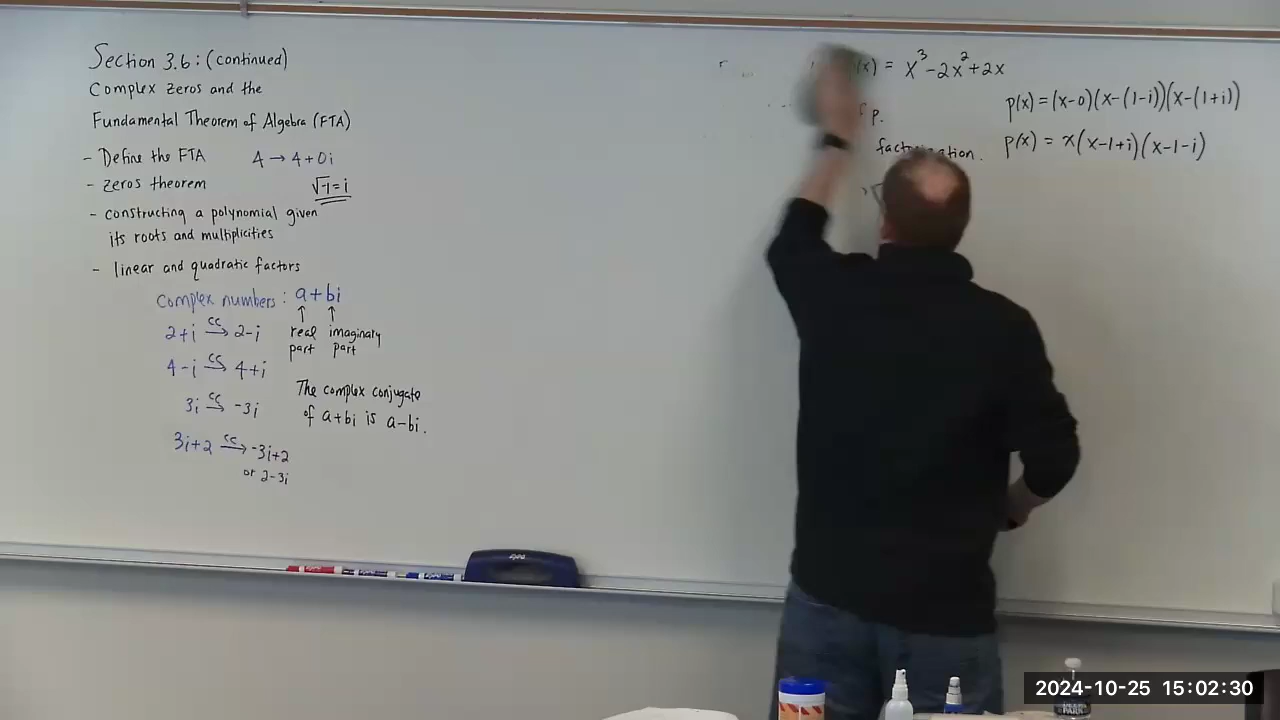 Section 3.6: (continued)
Complex Zeros and the
Fundamental Theorem of Algebra (FTA)
- Define the FTA
4 → 4+0i
- zeros theorem
√-1 = i
- constructing a polynomial given
its roots and multiplicities
- linear and quadratic factors
Complex numbers: a+bi
↑ ↑
real imaginary
part part
2+i cc→ 2-i
4-i cc→ 4+i
3i cc→ -3i
3i+2 cc→ -3i+2
or 2-3i
The complex conjugate
of a+bi is a-bi.
(x) = x³-2x²+2x
p.
p(x) = (x-0)(x-(1-i))(x-(1+i))
p(x) = x(x-1+i)(x-1-i)
2024-10-25 15:02:30